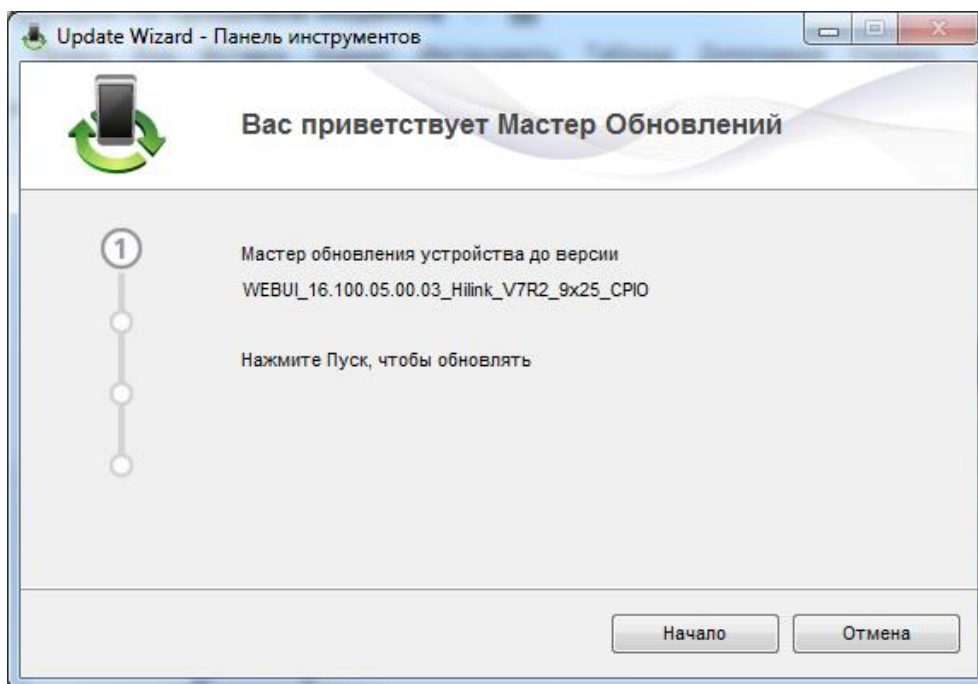 Update Wizard - Панель инструментов
Вас приветствует Мастер Обновлений
1
Мастер обновления устройства до версии
WEBUI_16.100.05.00.03_Hilink_V7R2_9x25_CPIO
Нажмите Пуск, чтобы обновлять
Начало Отмена